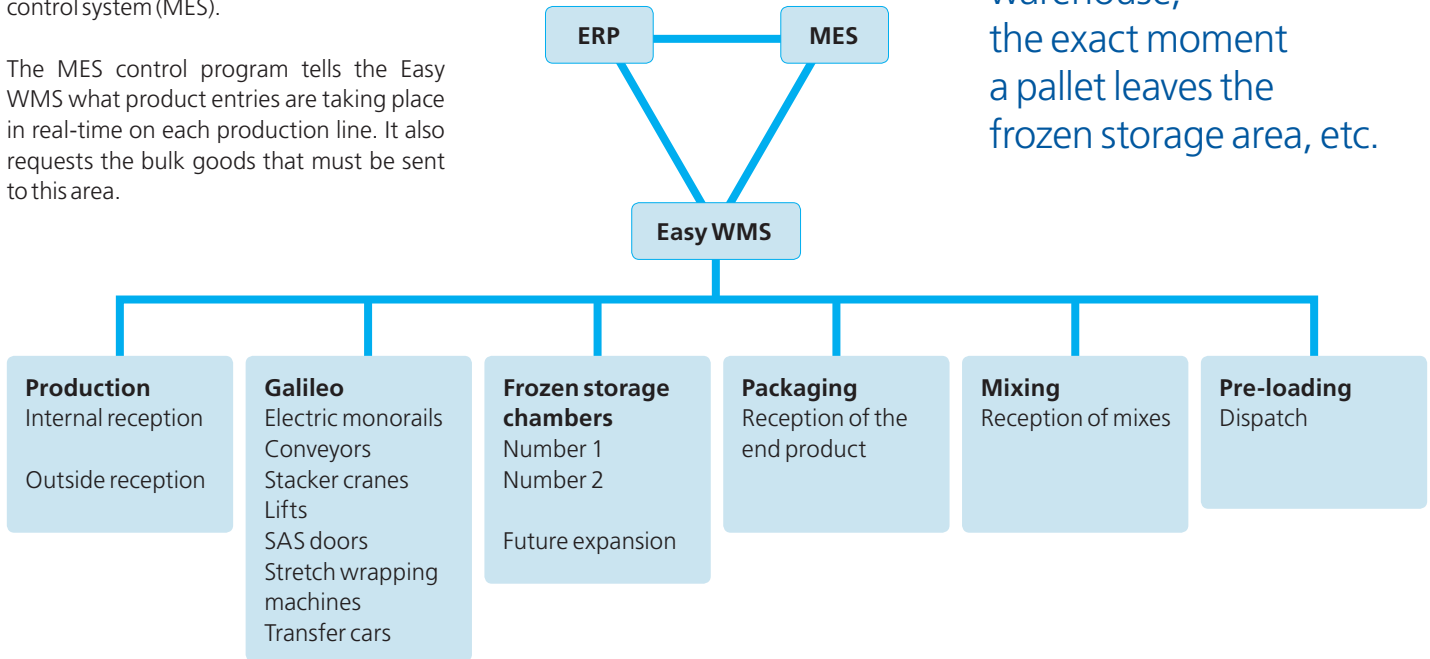 control system (MES).
The MES control program tells the Easy
WMS what product entries are taking place
in real-time on each production line. It also
requests the bulk goods that must be sent
to this area.
warehouse,
the exact moment
a pallet leaves the
frozen storage area, etc.
ERP
MES
Easy WMS
Production
Internal reception
Outside reception
Galileo
Electric monorails
Conveyors
Stacker cranes
Lifts
SAS doors
Stretch wrapping
machines
Transfer cars
Frozen storage
chambers
Number 1
Number 2
Future expansion
Packaging
Reception of the
end product
Mixing
Reception of mixes
Pre-loading
Dispatch